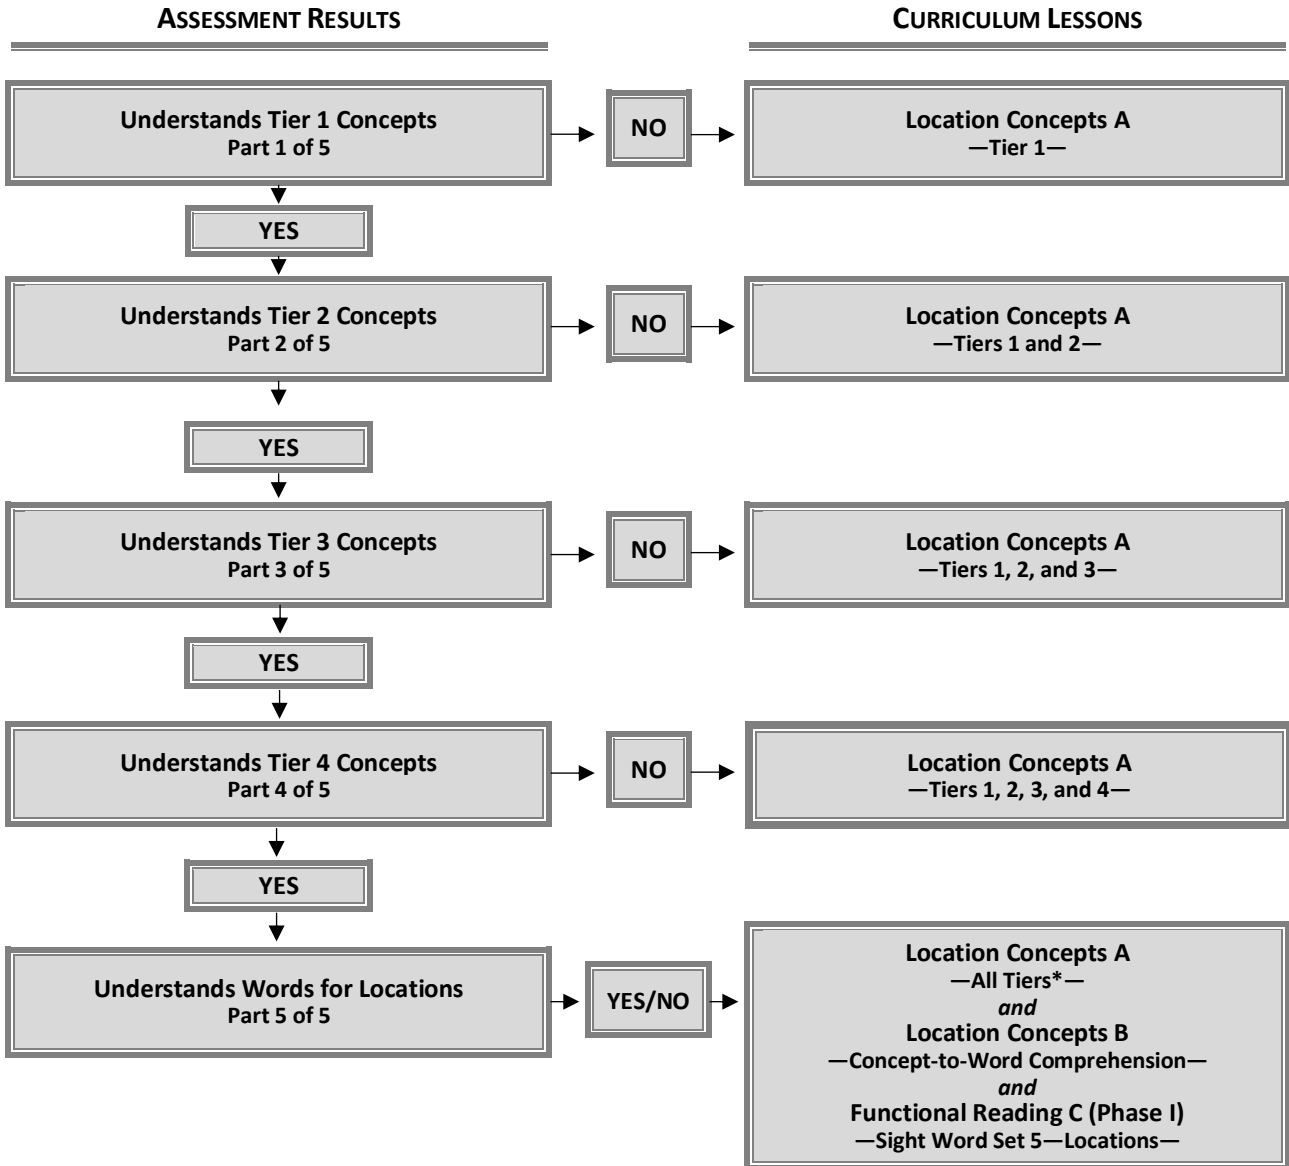 ASSESSMENT RESULTS
CURRICULUM LESSONS
Understands Tier 1 Concepts
Part 1 of 5
NO
Location Concepts A
—Tier 1—
YES
Understands Tier 2 Concepts
Part 2 of 5
NO
Location Concepts A
—Tiers 1 and 2—
YES
Understands Tier 3 Concepts
Part 3 of 5
NO
Location Concepts A
—Tiers 1, 2, and 3—
YES
Understands Tier 4 Concepts
Part 4 of 5
NO
Location Concepts A
—Tiers 1, 2, 3, and 4—
YES
Understands Words for Locations
Part 5 of 5
YES/NO
Location Concepts A
—All Tiers*—
and
Location Concepts B
—Concept-to-Word Comprehension—
and
Functional Reading C (Phase I)
—Sight Word Set 5—Locations—